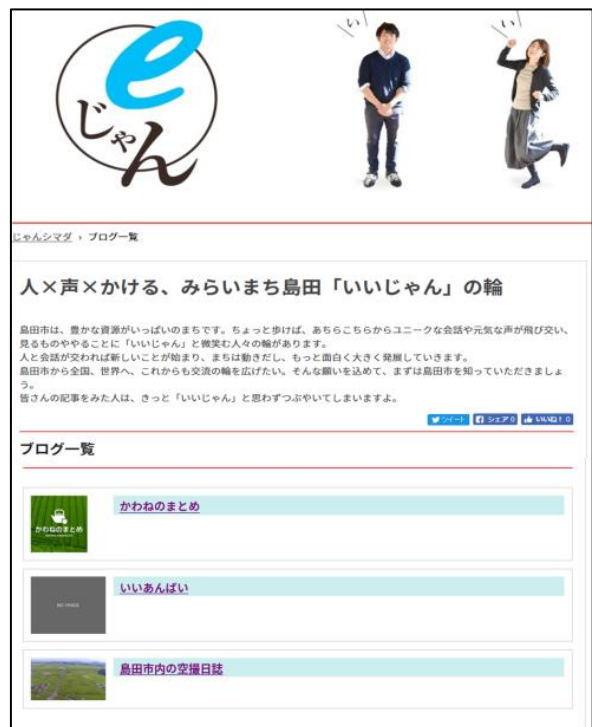 e
じゃん
い
い
じゃんシマダ › ブログ一覧
人×声×かける、みらいまち島田「いいじゃん」の輪
島田市は、豊かな資源がいっぱいのまちです。ちょっと歩けば、あちらこちらからユニークな会話や元気な声が飛び交い、
見るものややることに「いいじゃん」と微笑む人々の輪があります。
人と会話が交われば新しいことが始まり、まちは動きだし、もっと面白く大きく発展していきます。
島田市から全国、世界へ、これからも交流の輪を広げたい。そんな願いを込めて、まずは島田市を知っていただきましょ
う。
皆さんの記事をみた人は、きっと「いいじゃん」と思わずつぶやいてしまいますよ。
ツイート シェア 0 いいね! 0
ブログ一覧
かわねのまとめ
かわねのまとめ
NO IMAGE
いいあんばい
島田市内の空撮日誌